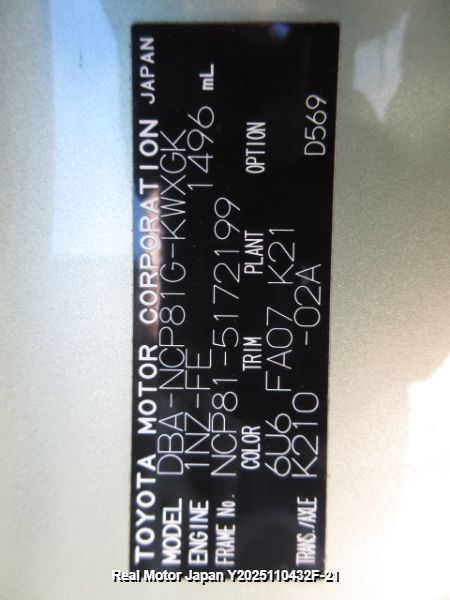 TOYOTA MOTOR CORPORATION JAPAN
MODEL DBA-NCP81G-KWXGK
ENGINE 1NZ-FE 1496 mL
FRAME No. NCP81-5172199
COLOR TRIM PLANT OPTION
6U6 FA07 K21
TRANS./AXLE K210 -02A D569
Real Motor Japan Y2025110432F-21